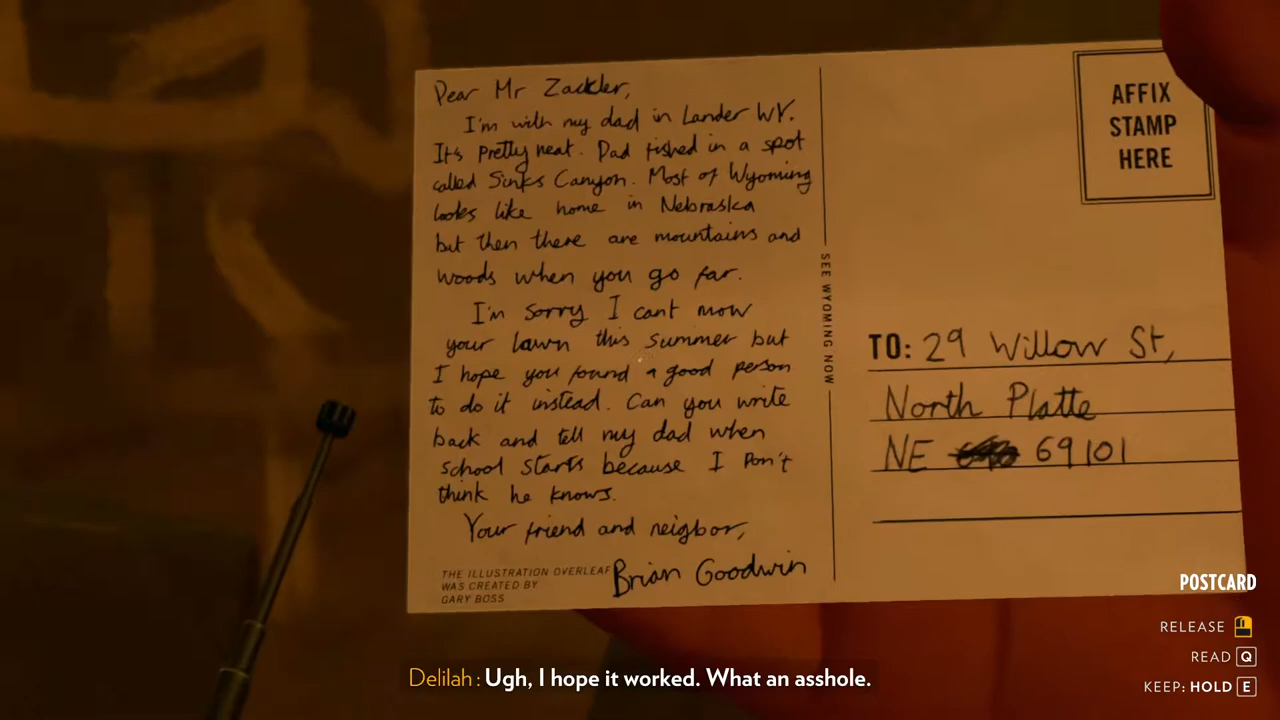 Dear Mr Zackler,
I'm with my dad in Lander WY.
It's Pretty neat. Dad fished in a spot
called Sinks Canyon. Most of Wyoming
looks like home in Nebraska
but then there are mountains and
woods when you go far.
I'm sorry I cant mow
your lawn this summer but
I hope you found a good person
to do it instead. Can you write
back and tell my dad when
school starts because I Don't
think he knows.
Your friend and neigbor,
Brian Goodwin
THE ILLUSTRATION OVERLEAF
WAS CREATED BY
GARY BOSS
SEE WYOMING NOW
AFFIX
STAMP
HERE
TO: 29 Willow St,
North Platte
NE 69101
POSTCARD
RELEASE
READ Q
KEEP: HOLD E
Delilah : Ugh, I hope it worked. What an asshole.